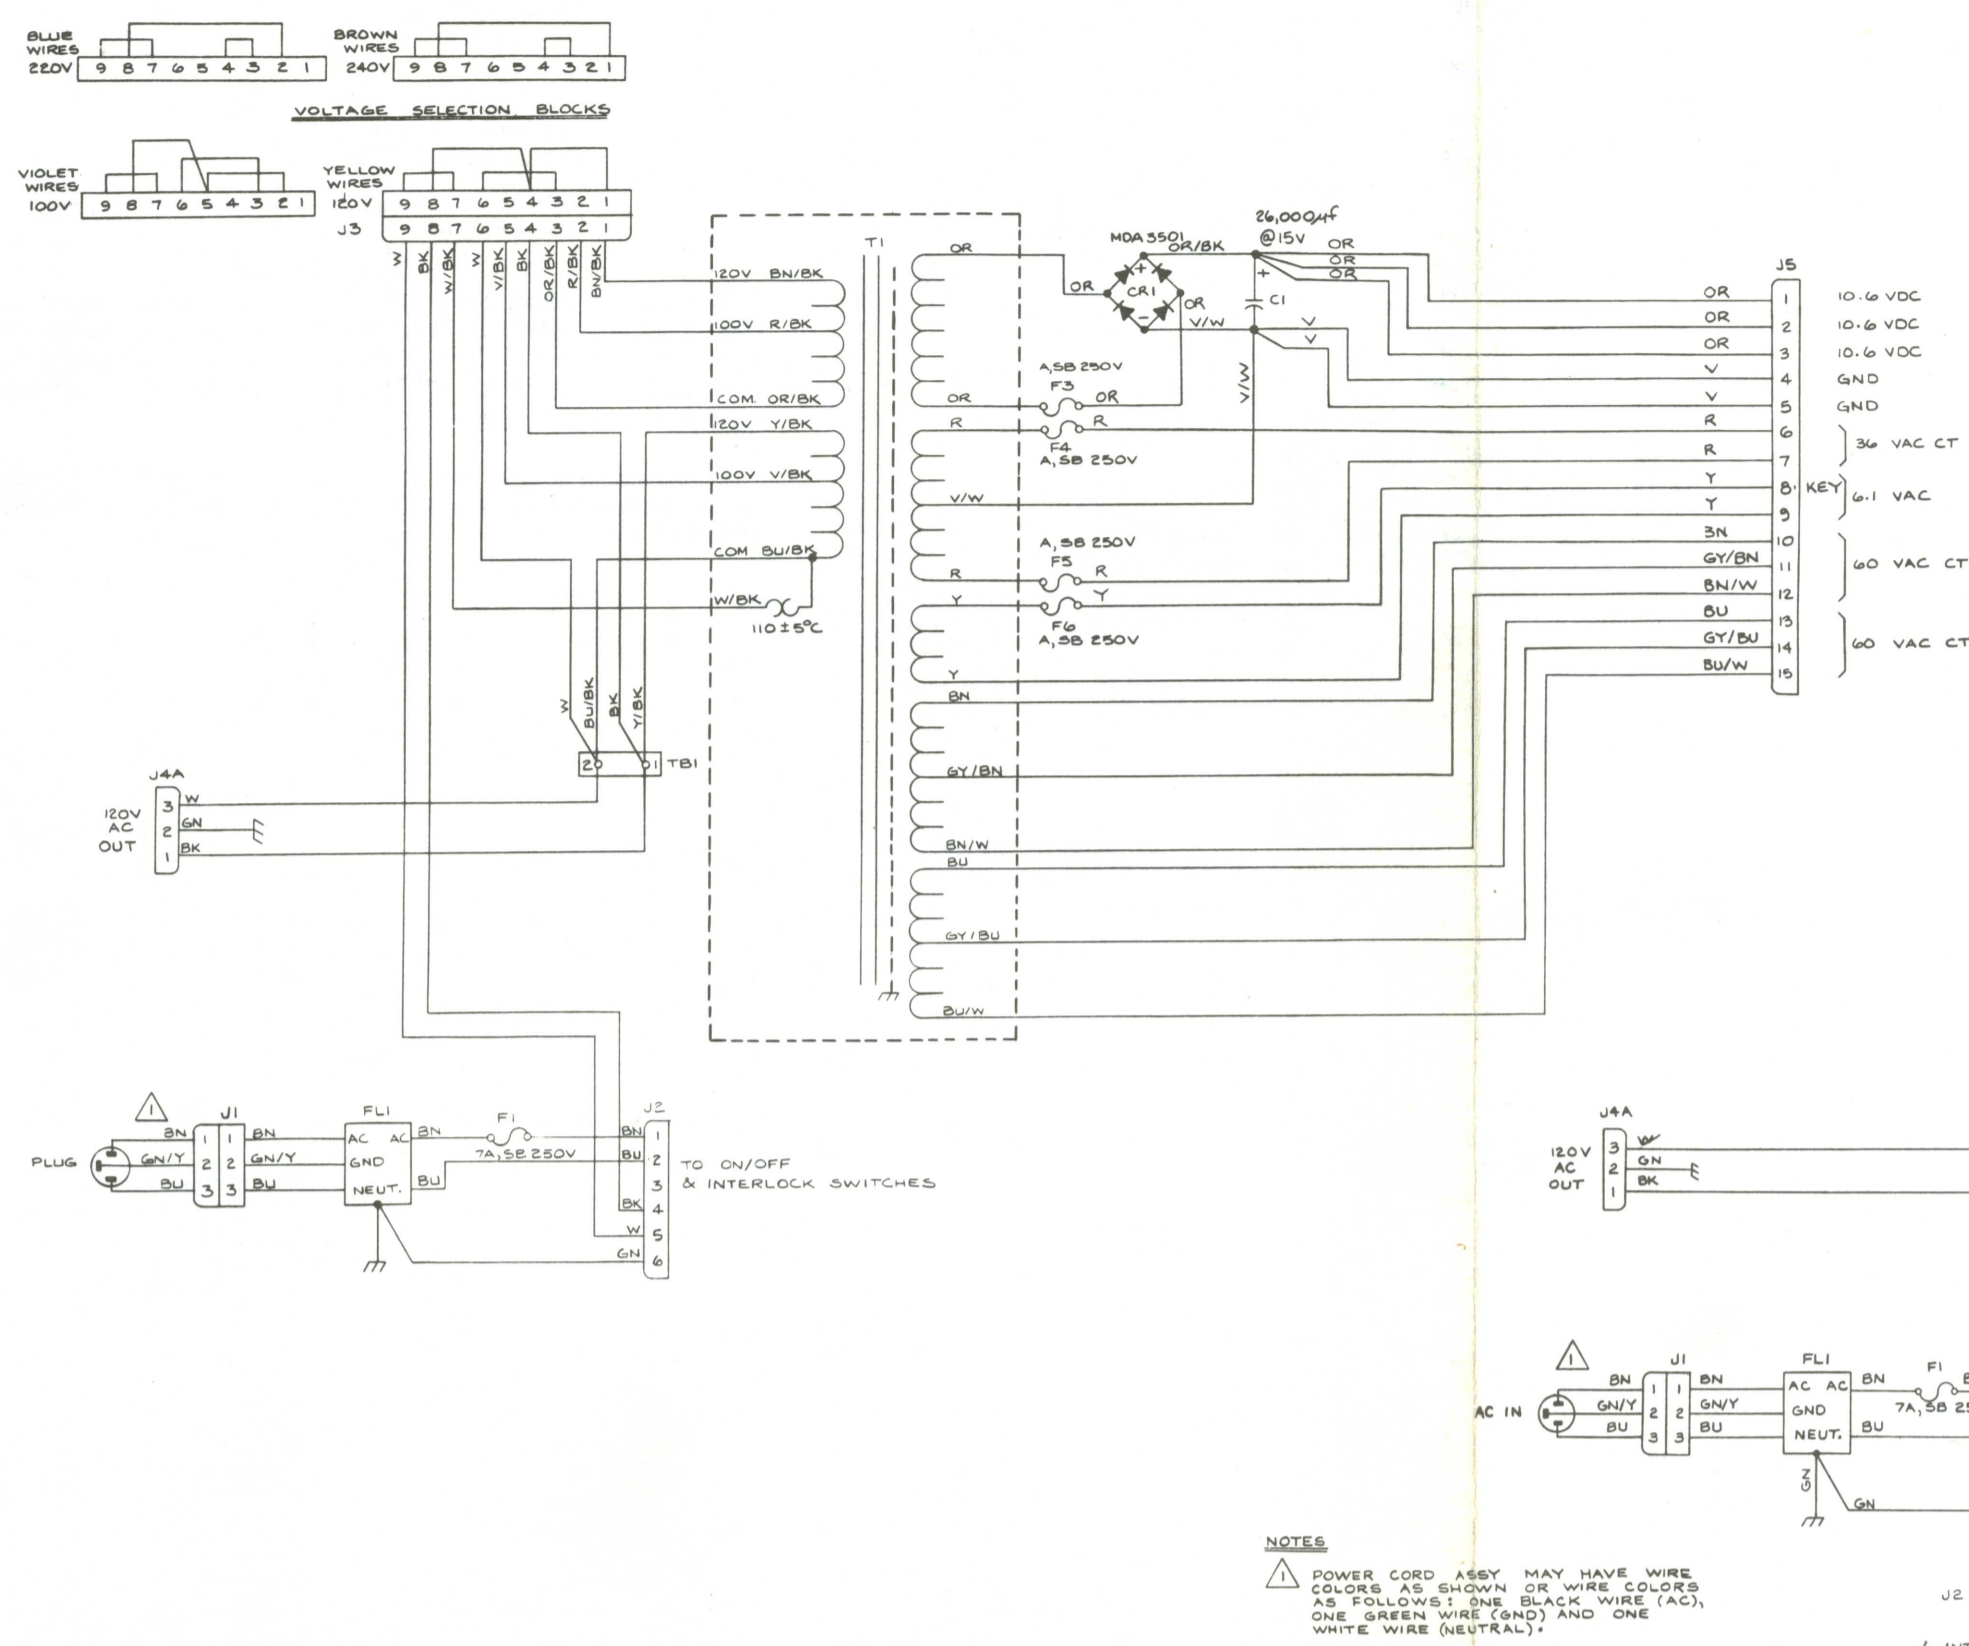 BLUE
WIRES
220V 9 8 7 6 5 4 3 2 1
BROWN
WIRES
240V 9 8 7 6 5 4 3 2 1
VOLTAGE SELECTION BLOCKS
VIOLET
WIRES
100V 9 8 7 6 5 4 3 2 1
YELLOW
WIRES
120V 9 8 7 6 5 4 3 2 1
J3 9 8 7 6 5 4 3 2 1
W
BK
W/BK
W
V/BK
BK
OR/BK
R/BK
BN/BK
T1
120V BN/BK
100V R/BK
COM. OR/BK
120V Y/BK
100V V/BK
COM BU/BK
W/BK
110±5°C
OR
OR
R
V/W
R
Y
Y
BN
GY/BN
BN/W
BU
GY/BU
BU/W
OR
MDA3501
OR/BK
+
CR1
-
OR
V/W
26,000µf
@15V
+
C1
OR
OR
OR
V
V
V/W
A,SB 250V
F3
OR
R
F4
A,SB 250V
A,SB 250V
F5
R
Y
F6
A,SB 250V
J5
OR 1 10.6 VDC
OR 2 10.6 VDC
OR 3 10.6 VDC
V 4 GND
V 5 GND
R 6
36 VAC CT
R 7
Y 8 KEY
6.1 VAC
Y 9
BN 10
GY/BN 11 60 VAC CT
BN/W 12
BU 13
GY/BU 14 60 VAC CT
BU/W 15
W
BU/BK
BK
Y/BK
2 1 TB1
J4A
120V
AC
OUT
3 W
2 GN
1 BK
1
PLUG
BN
GN/Y
BU
J1
1 1 BN
2 2 GN/Y
3 3 BU
FL1
AC AC
GND
NEUT.
BN
BU
F1
7A,SB 250V
J2
BN 1
BU 2
3
BK 4
W 5
GN 6
TO ON/OFF
& INTERLOCK SWITCHES
J4A
120V
AC
OUT
3 W
2 GN
1 BK
1
AC IN
BN
GN/Y
BU
J1
1 1 BN
2 2 GN/Y
3 3 BU
FL1
AC AC
GND
NEUT.
BN
BU
F1
7A,SB 25
GN
GN
J2
NOTES
1 POWER CORD ASSY MAY HAVE WIRE
COLORS AS SHOWN OR WIRE COLORS
AS FOLLOWS: ONE BLACK WIRE (AC),
ONE GREEN WIRE (GND) AND ONE
WHITE WIRE (NEUTRAL).